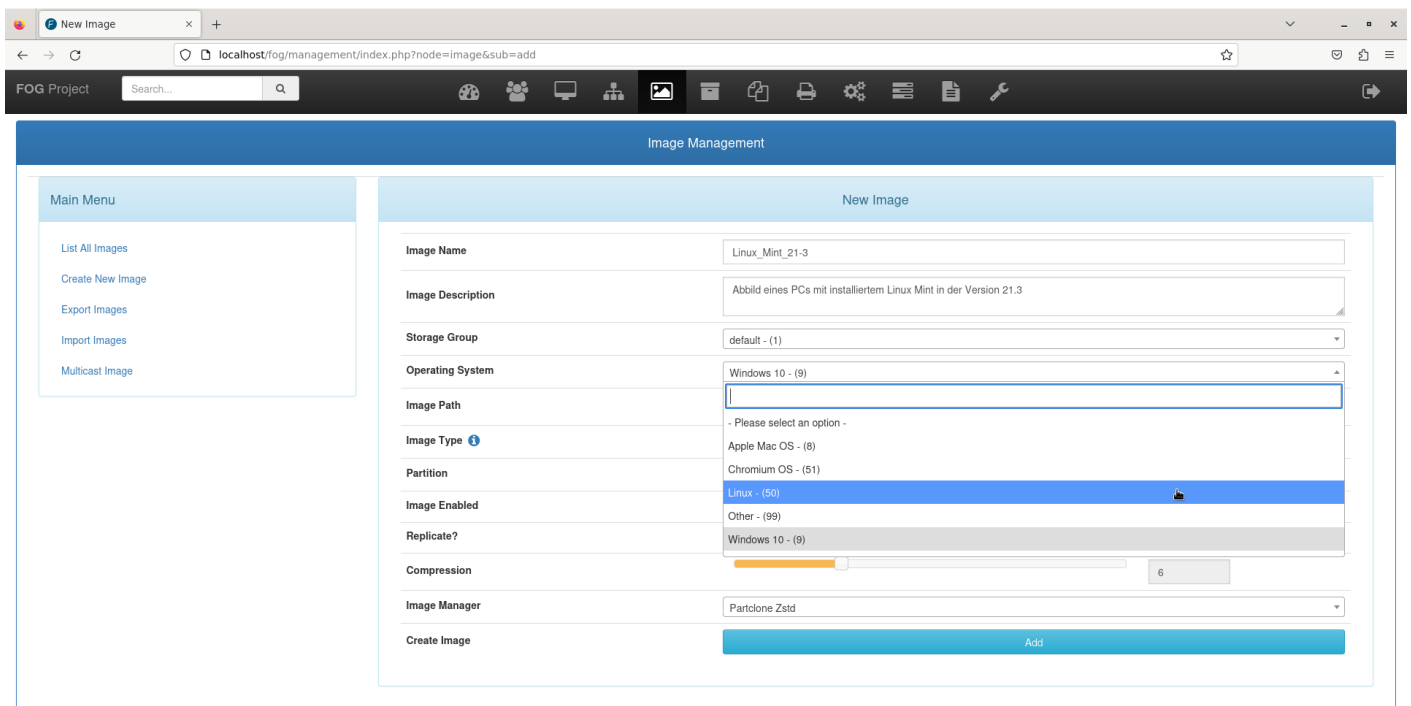 New Image
localhost/fog/management/index.php?node=image&sub=add
FOG Project
Search...
Image Management
Main Menu
List All Images
Create New Image
Export Images
Import Images
Multicast Image
New Image
Image Name
Linux_Mint_21-3
Image Description
Abbild eines PCs mit installiertem Linux Mint in der Version 21.3
Storage Group
default - (1)
Operating System
Windows 10 - (9)
- Please select an option -
Apple Mac OS - (8)
Chromium OS - (51)
Linux - (50)
Other - (99)
Windows 10 - (9)
Image Path
Image Type
Partition
Image Enabled
Replicate?
Compression
6
Image Manager
Partclone Zstd
Create Image
Add